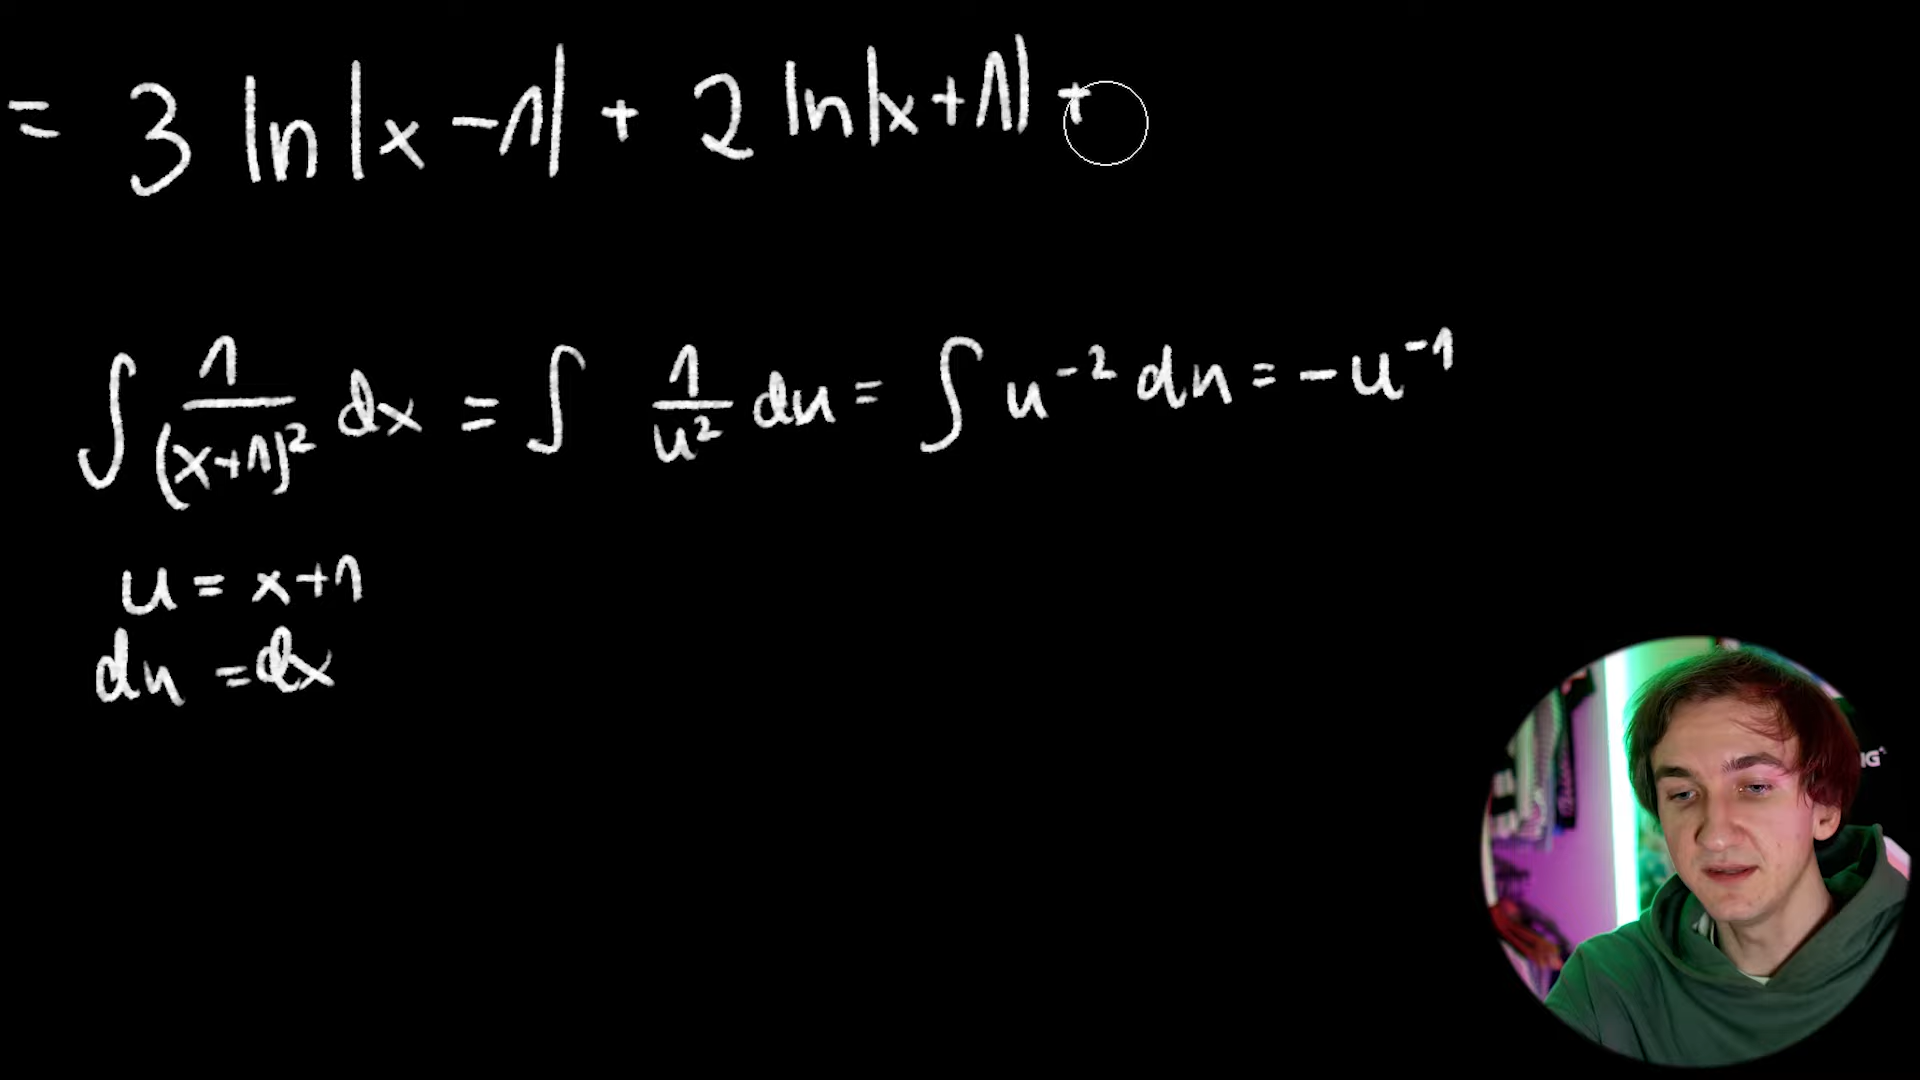 = 3 ln|x-1| + 2 ln|x+1| +
∫ 1/(x+1)² dx = ∫ 1/u² du = ∫ u⁻² du = -u⁻¹
u = x+1
du = dx